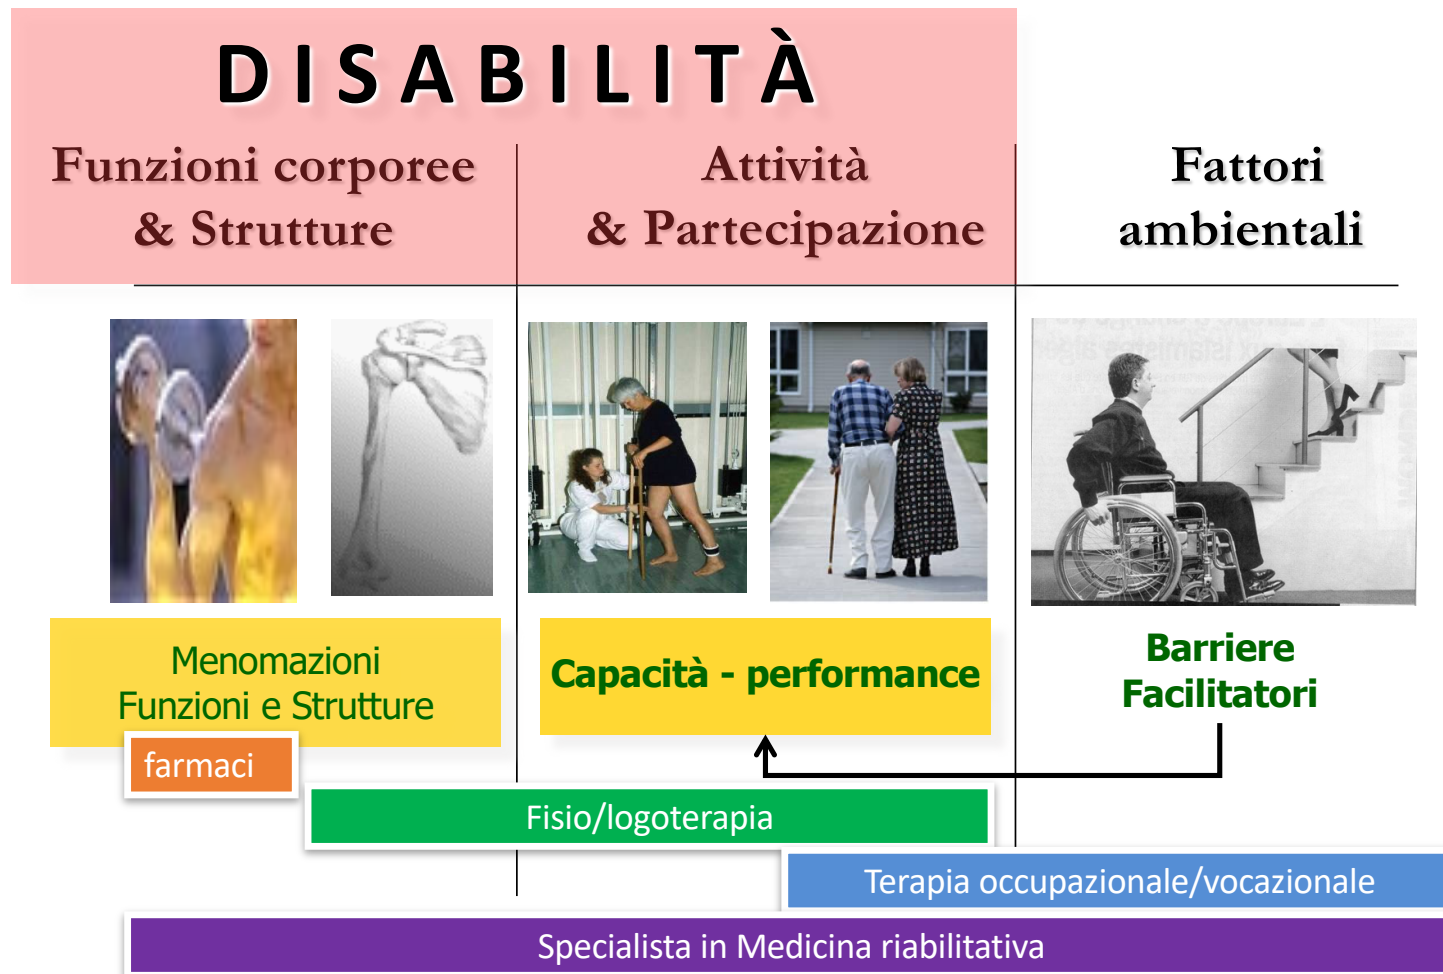 DISABILITÀ
Funzioni corporee
& Strutture
Attività
& Partecipazione
Fattori
ambientali
Menomazioni
Funzioni e Strutture
Capacità - performance
Barriere
Facilitatori
farmaci
Fisio/logoterapia
Terapia occupazionale/vocazionale
Specialista in Medicina riabilitativa